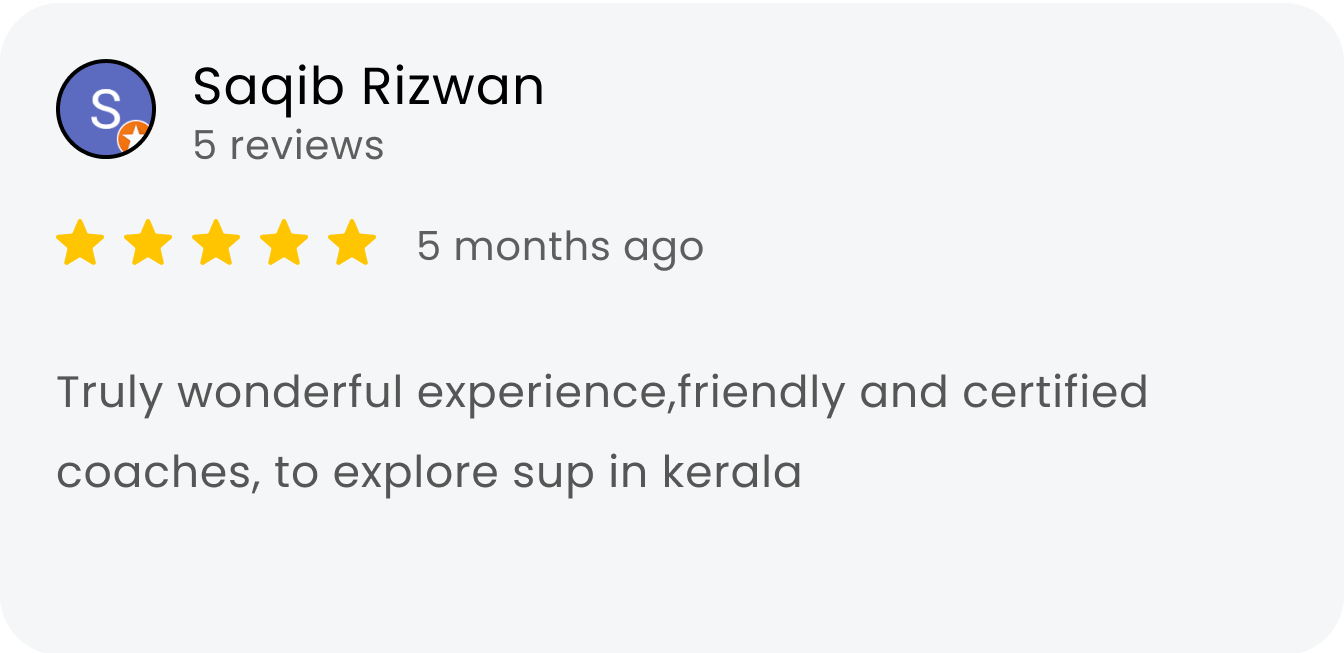 S
Saqib Rizwan
5 reviews
5 months ago
Truly wonderful experience,friendly and certified
coaches, to explore sup in kerala